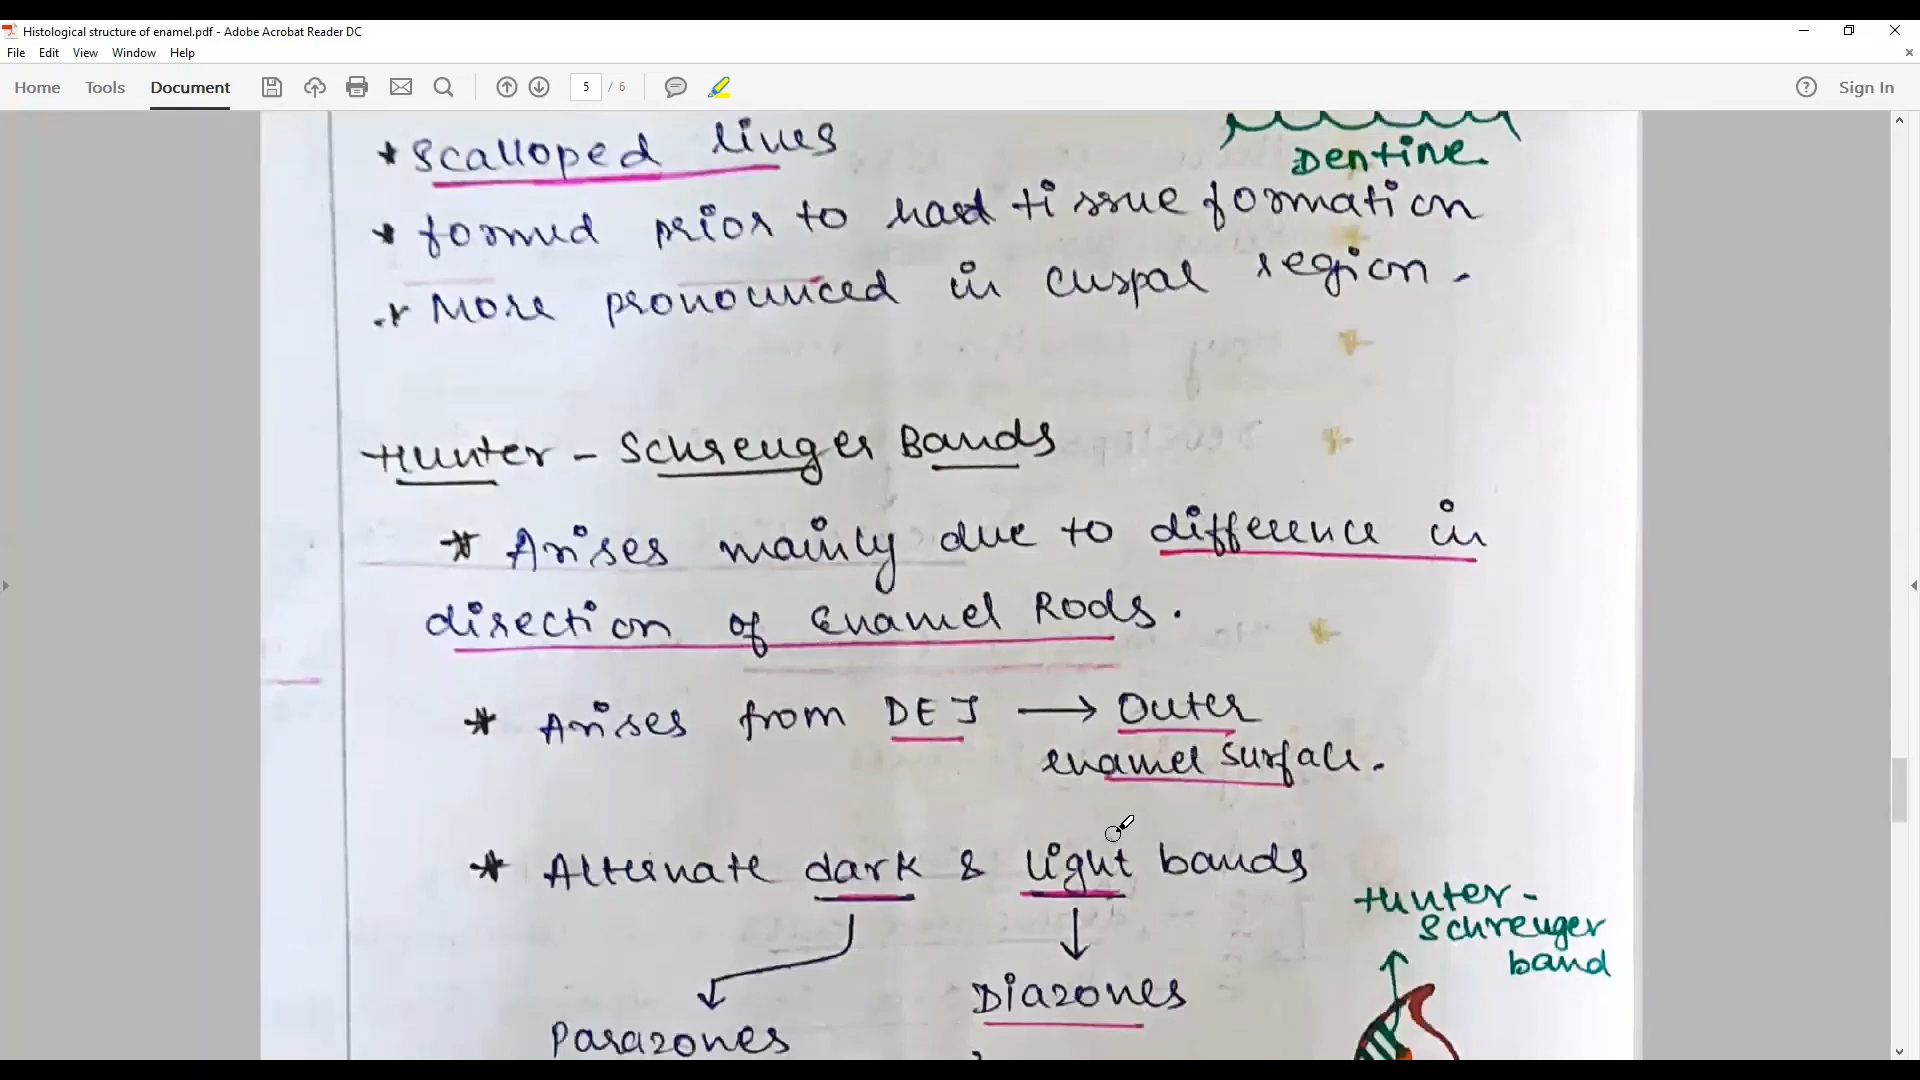 Histological structure of enamel.pdf - Adobe Acrobat Reader DC
File Edit View Window Help
Home Tools Document 5 / 6 Sign In
Dentine.
* Scalloped lines
* formed prior to hard tissue formation
* More pronounced in cuspal region.
Hunter - Schreuger Bands
* Arises mainly due to difference in
direction of Enamel Rods.
* Arises from DEJ → Outer
enamel surface.
* Alternate dark & light bands
Hunter -
Schreuger
band
Diazones
Parazones